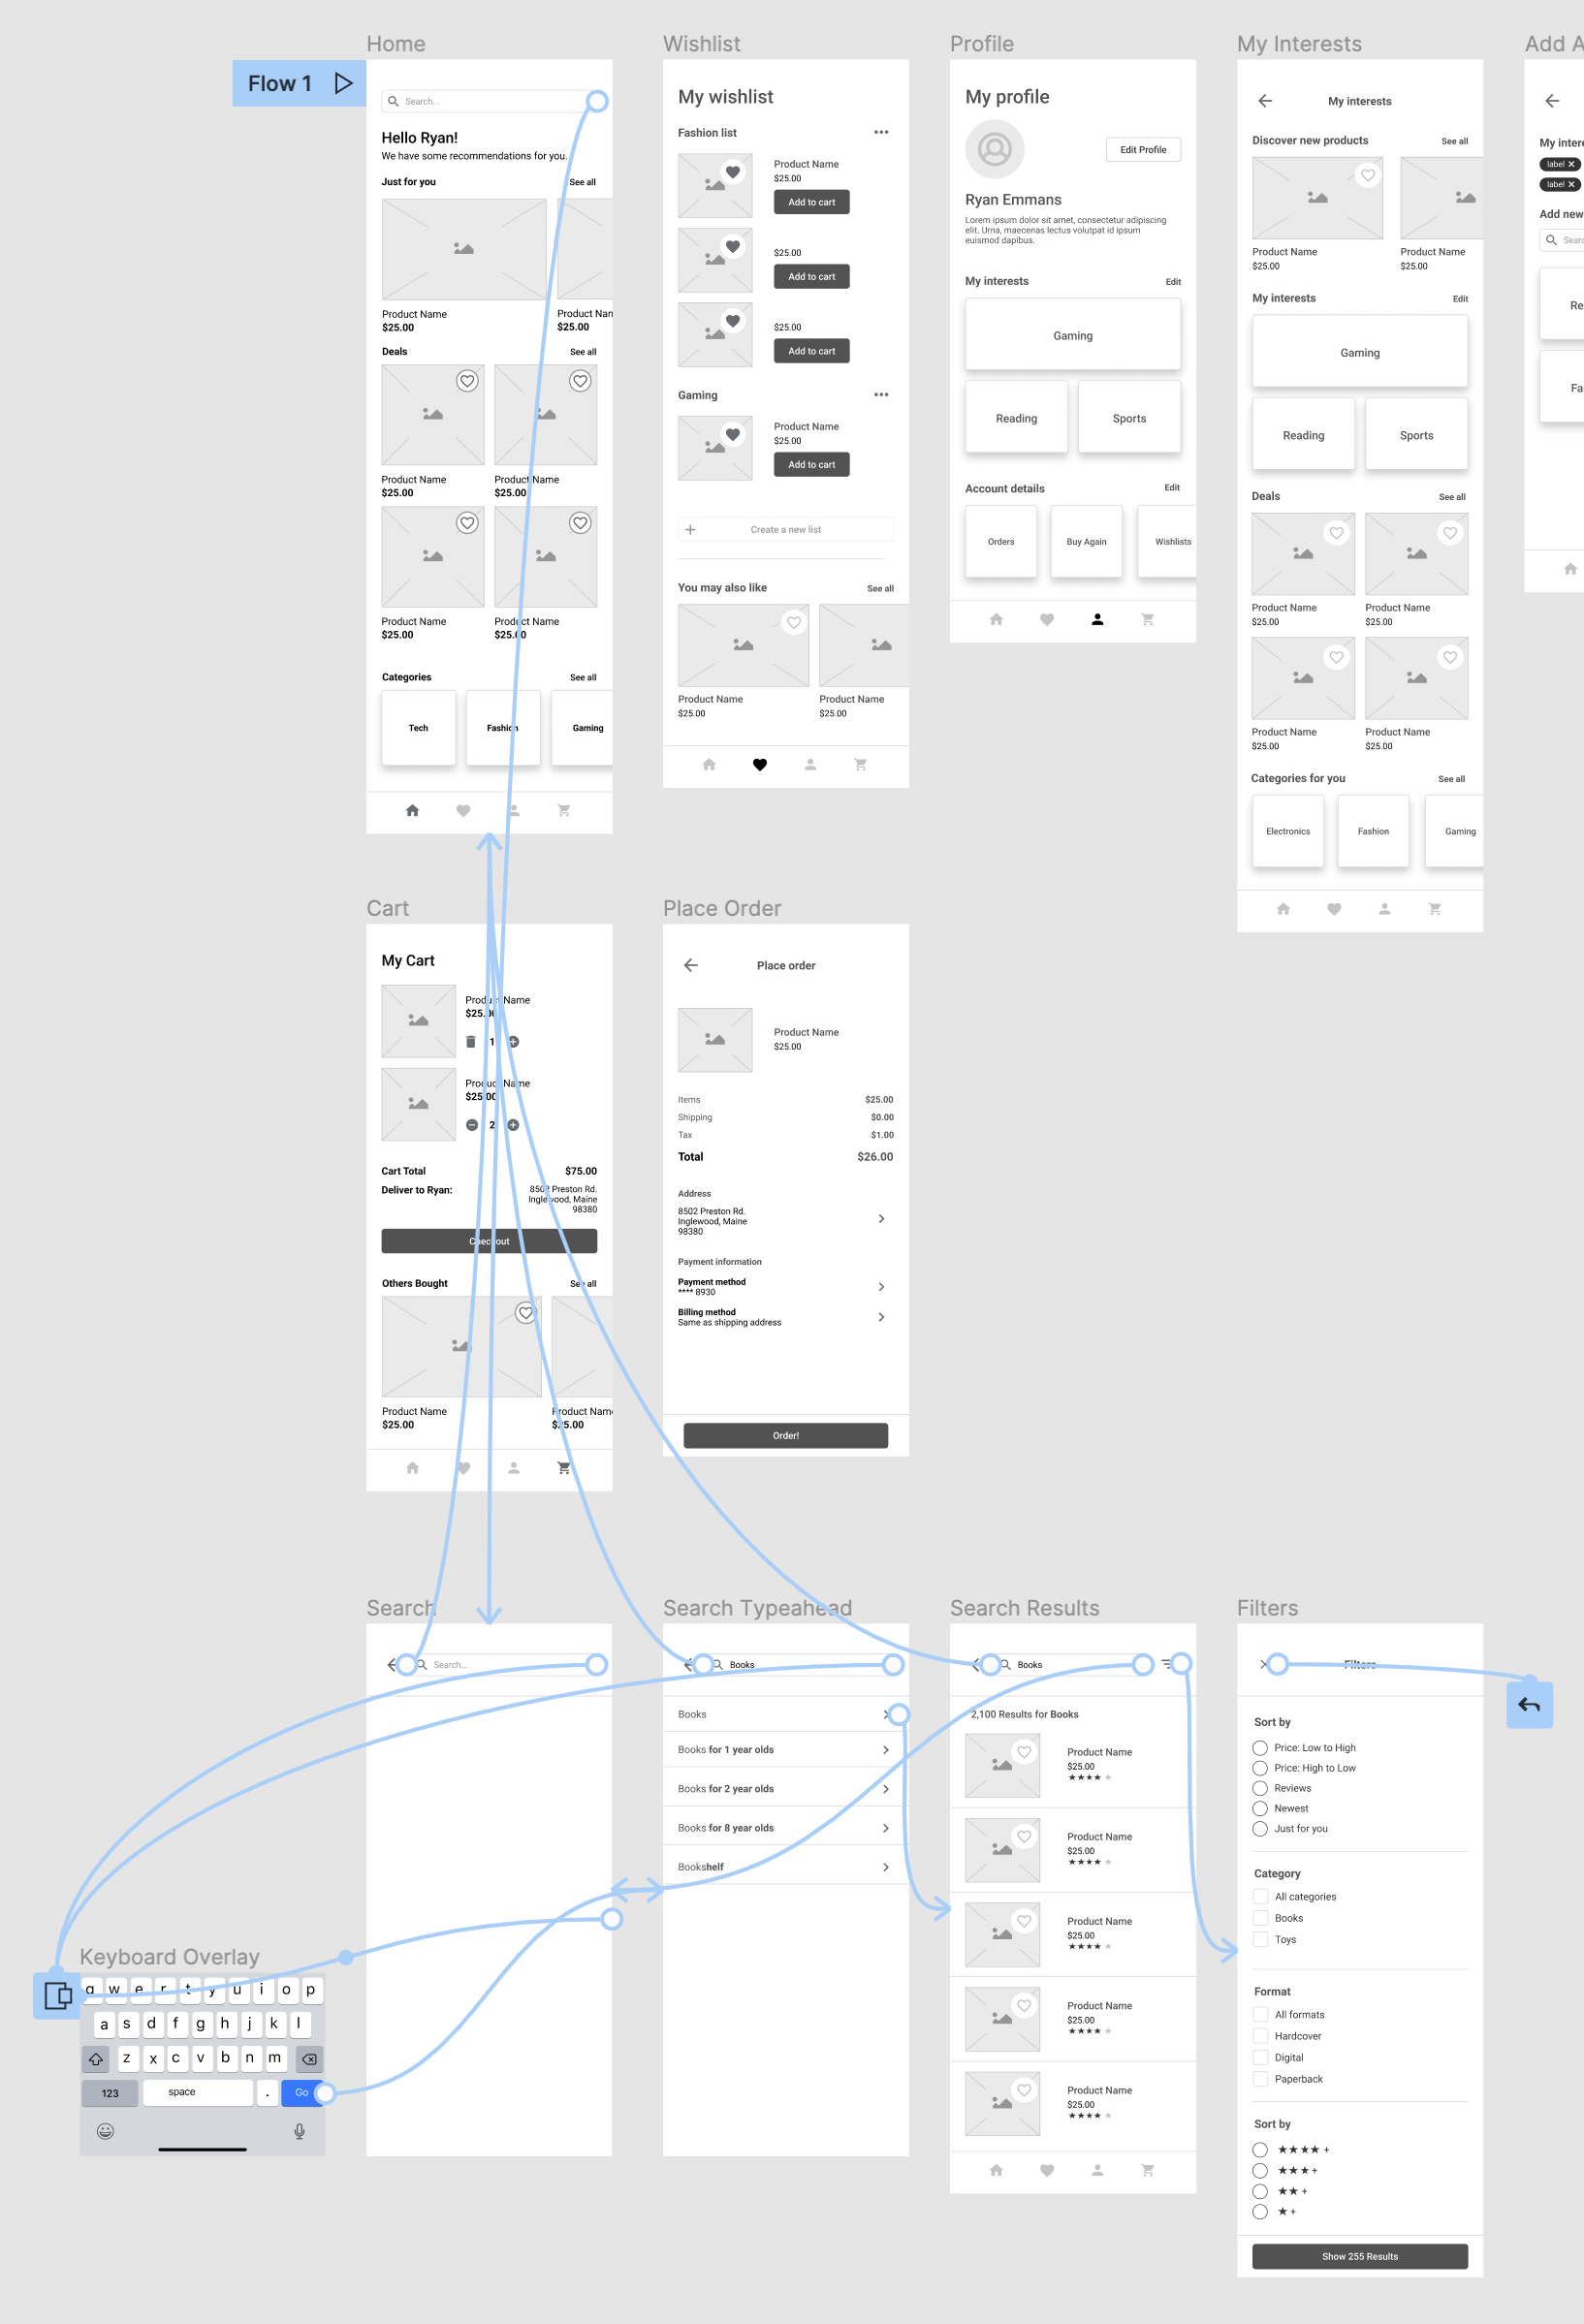 Home
Flow 1
Search...
Hello Ryan!
We have some recommendations for you.
Just for you
See all
Product Name
$25.00
Product Nam
$25.00
Deals
See all
Product Name
$25.00
Product Name
$25.00
Product Name
$25.00
Product Name
$25.00
Categories
See all
Tech
Fashion
Gaming
Wishlist
My wishlist
Fashion list
Product Name
$25.00
Add to cart
$25.00
Add to cart
$25.00
Add to cart
Gaming
Product Name
$25.00
Add to cart
Create a new list
You may also like
See all
Product Name
$25.00
Product Name
$25.00
Profile
My profile
Edit Profile
Ryan Emmans
Lorem ipsum dolor sit amet, consectetur adipiscing
elit. Urna, maecenas lectus volutpat id ipsum
euismod dapibus.
My interests
Edit
Gaming
Reading
Sports
Account details
Edit
Orders
Buy Again
Wishlists
My Interests
My interests
Discover new products
See all
Product Name
$25.00
Product Name
$25.00
My interests
Edit
Gaming
Reading
Sports
Deals
See all
Product Name
$25.00
Product Name
$25.00
Product Name
$25.00
Product Name
$25.00
Categories for you
See all
Electronics
Fashion
Gaming
Add A
My intere
label
label
Add new
Searc
Re
Fa
Cart
My Cart
Product Name
$25.00
1
Product Name
$25.00
2
Cart Total
$75.00
Deliver to Ryan:
8502 Preston Rd.
Inglewood, Maine
98380
Checkout
Others Bought
See all
Product Name
$25.00
Product Nam
$25.00
Place Order
Place order
Product Name
$25.00
Items
$25.00
Shipping
$0.00
Tax
$1.00
Total
$26.00
Address
8502 Preston Rd.
Inglewood, Maine
98380
Payment information
Payment method
**** 8930
Billing method
Same as shipping address
Order!
Search
Search...
Search Typeahead
Books
Books
Books for 1 year olds
Books for 2 year olds
Books for 8 year olds
Bookshelf
Search Results
Books
2,100 Results for Books
Product Name
$25.00
Product Name
$25.00
Product Name
$25.00
Product Name
$25.00
Product Name
$25.00
Filters
Filters
Sort by
Price: Low to High
Price: High to Low
Reviews
Newest
Just for you
Category
All categories
Books
Toys
Format
All formats
Hardcover
Digital
Paperback
Sort by
★★★★ +
★★★ +
★★ +
★ +
Show 255 Results
Keyboard Overlay
q w e r t y u i o p
a s d f g h j k l
z x c v b n m
123 space . Go